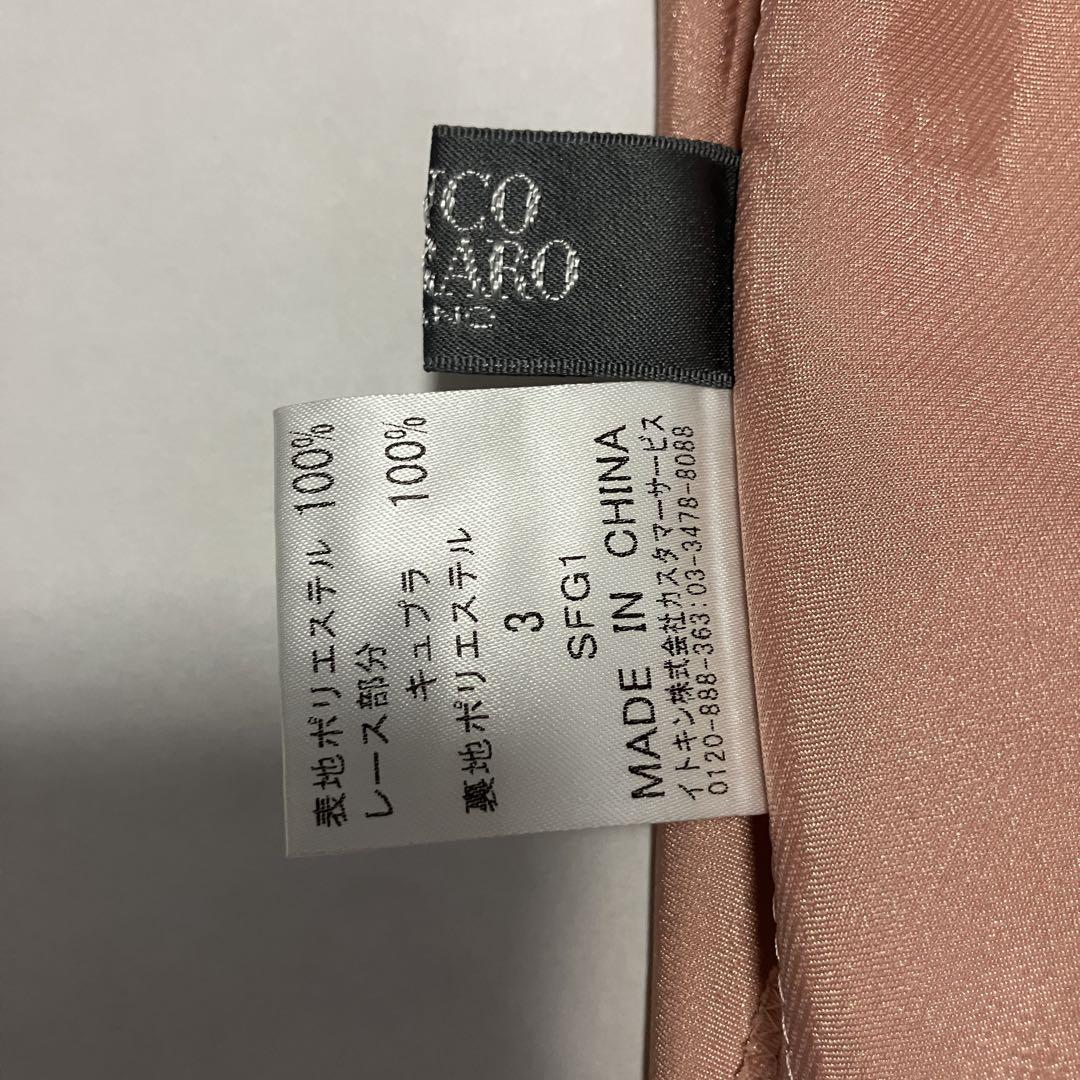 CO
ARO
表地ポリエステル 100%
レース部分
キュプラ 100%
裏地ポリエステル
3
SFG1
MADE IN CHINA
イトキン株式会社カスタマーサービス
0120-888-363:03-3478-8088